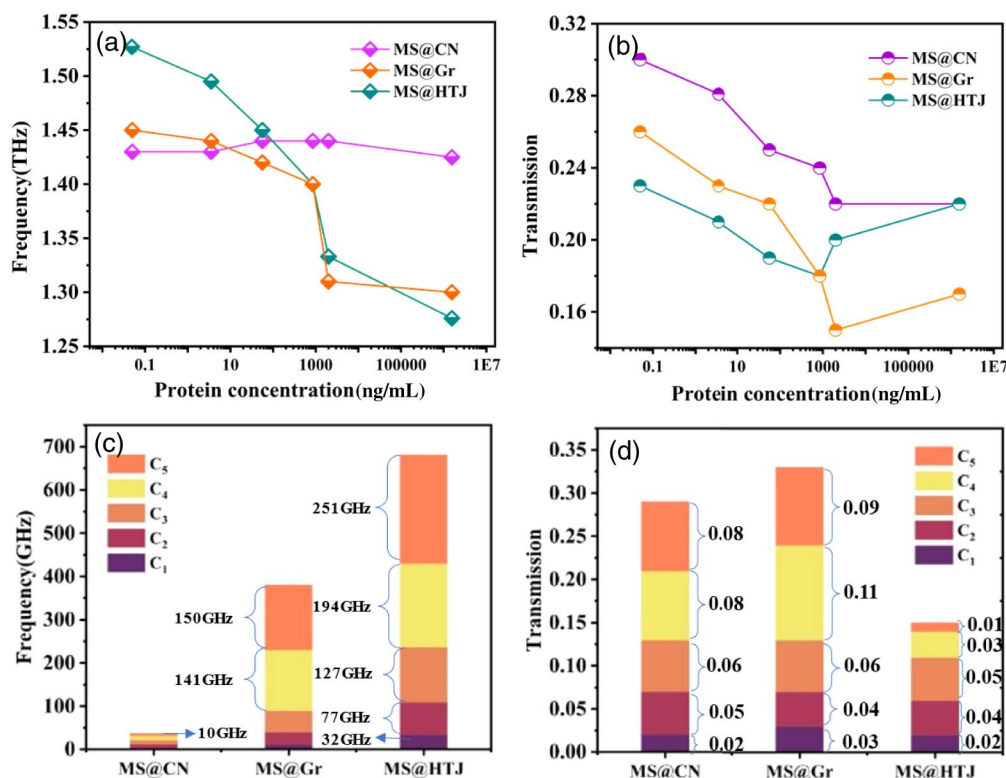 (a)
MS@CN
MS@Gr
MS@HTJ
Frequency(THz)
1.55
1.50
1.45
1.40
1.35
1.30
1.25
0.1
10
1000
100000
1E7
Protein concentration(ng/mL)
(b)
MS@CN
MS@Gr
MS@HTJ
Transmission
0.32
0.28
0.24
0.20
0.16
0.1
10
1000
100000
1E7
Protein concentration(ng/mL)
(c)
C5
C4
C3
C2
C1
Frequency(GHz)
700
600
500
400
300
200
100
0
10GHz
150GHz
141GHz
251GHz
194GHz
127GHz
77GHz
32GHz
MS@CN
MS@Gr
MS@HTJ
(d)
C5
C4
C3
C2
C1
Transmission
0.35
0.30
0.25
0.20
0.15
0.10
0.05
0.00
0.08
0.08
0.06
0.05
0.02
0.09
0.11
0.06
0.04
0.03
0.01
0.03
0.05
0.04
0.02
MS@CN
MS@Gr
MS@HTJ